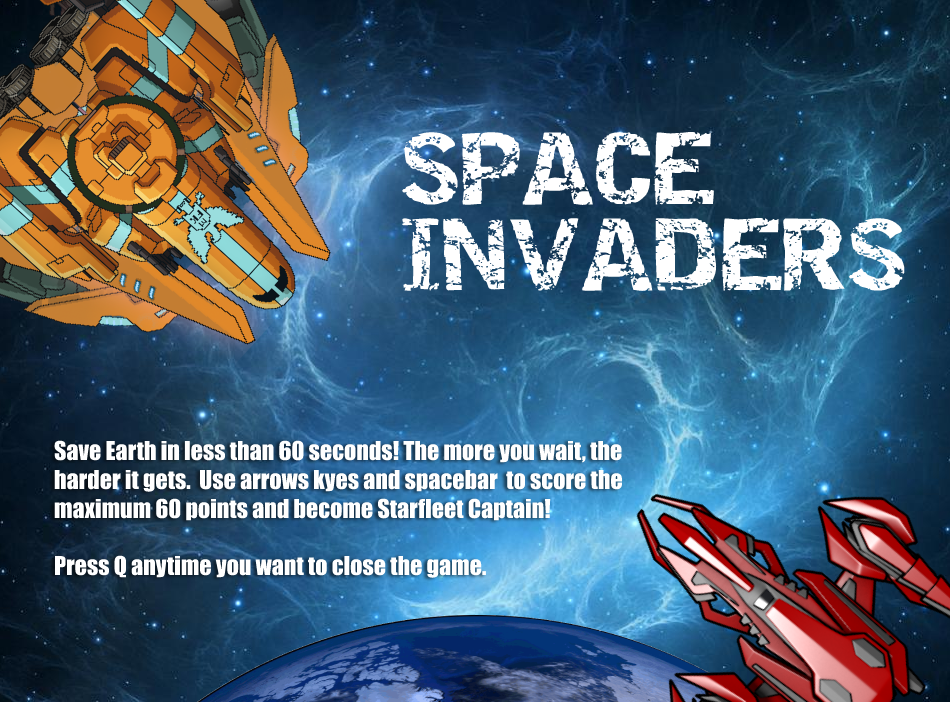 SPACE
INVADERS
Save Earth in less than 60 seconds! The more you wait, the
harder it gets.  Use arrows kyes and spacebar  to score the
maximum 60 points and become Starfleet Captain!
Press Q anytime you want to close the game.